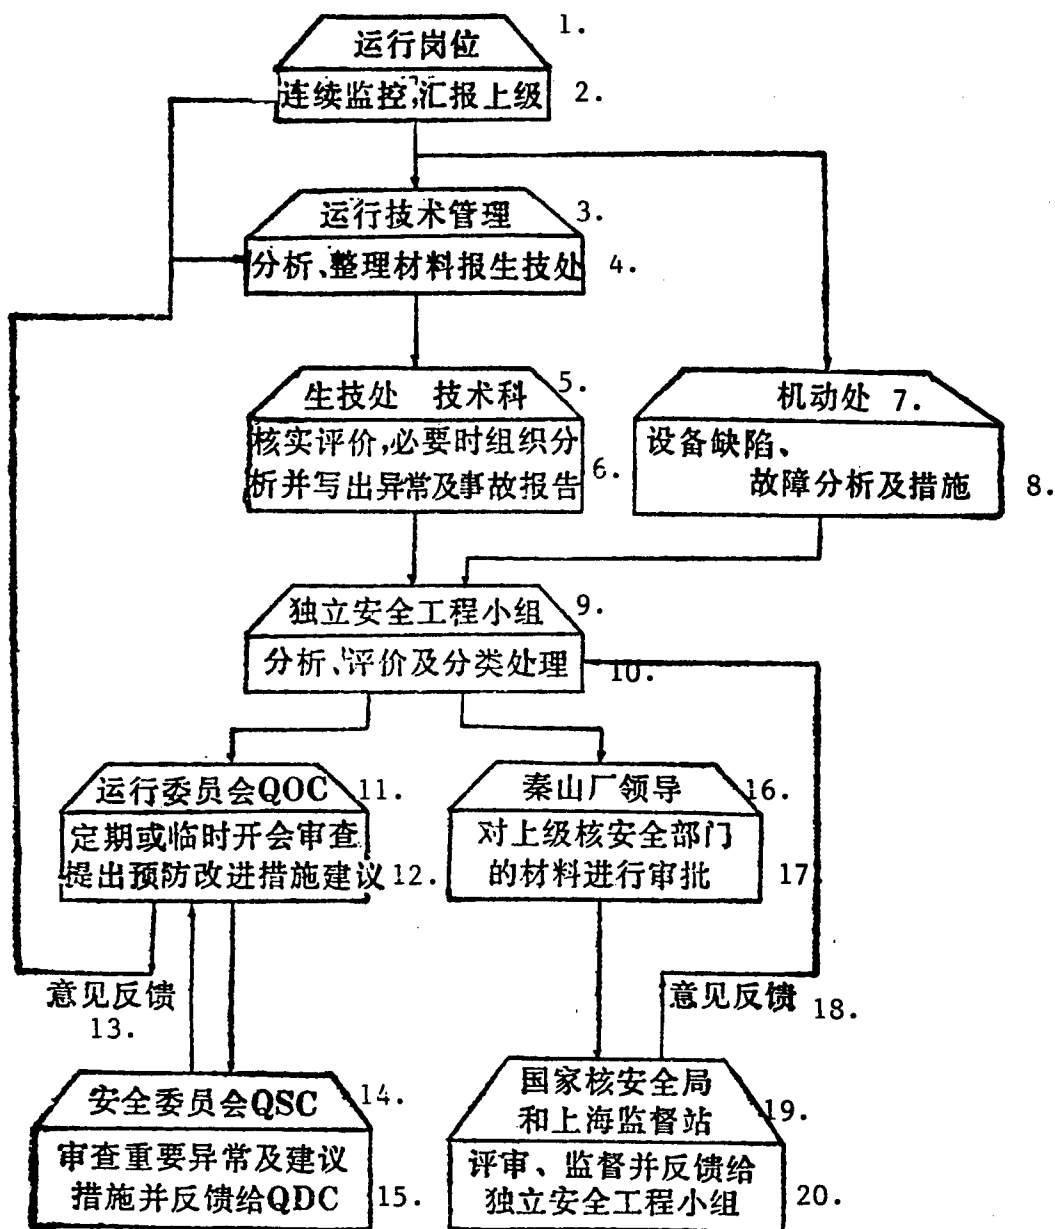 运行岗位 1.
连续监控,汇报上级 2.
运行技术管理 3.
分析、整理材料报生技处 4.
生技处 技术科 5.
核实评价,必要时组织分
析并写出异常及事故报告 6.
机动处 7.
设备缺陷、
故障分析及措施 8.
独立安全工程小组 9.
分析、评价及分类处理 10.
运行委员会QOC 11.
定期或临时开会审查
提出预防改进措施建议 12.
秦山厂领导 16.
对上级核安全部门
的材料进行审批 17
意见反馈
13.
意见反馈 18.
安全委员会QSC 14.
审查重要异常及建议
措施并反馈给QDC 15.
国家核安全局
和上海监督站 19.
评审、监督并反馈给
独立安全工程小组 20.